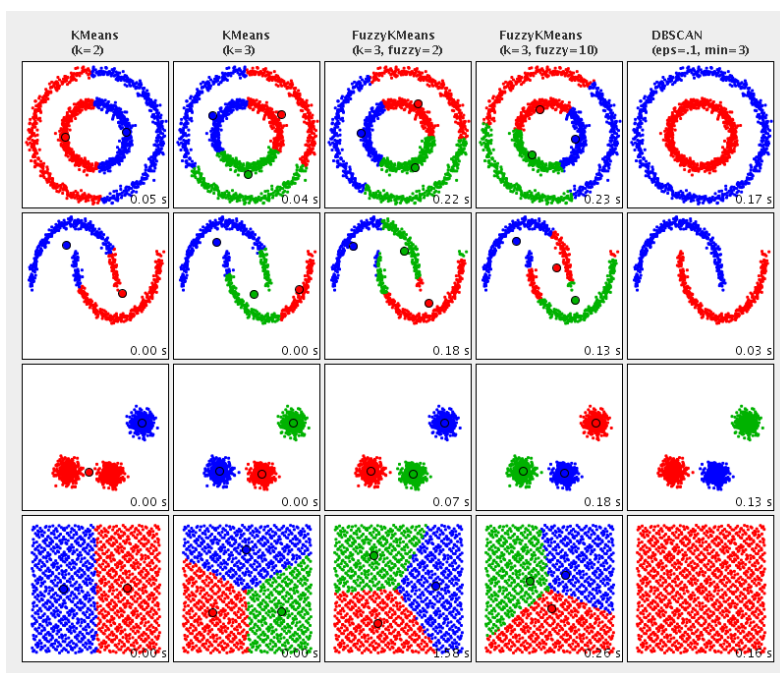 KMeans
(k=2)
KMeans
(k=3)
FuzzyKMeans
(k=3, fuzzy=2)
FuzzyKMeans
(k=3, fuzzy=10)
DBSCAN
(eps=.1, min=3)
0.05 s
0.04 s
0.22 s
0.23 s
0.17 s
0.00 s
0.00 s
0.18 s
0.13 s
0.03 s
0.00 s
0.00 s
0.07 s
0.18 s
0.13 s
0.00 s
0.00 s
1.58 s
0.26 s
0.16 s